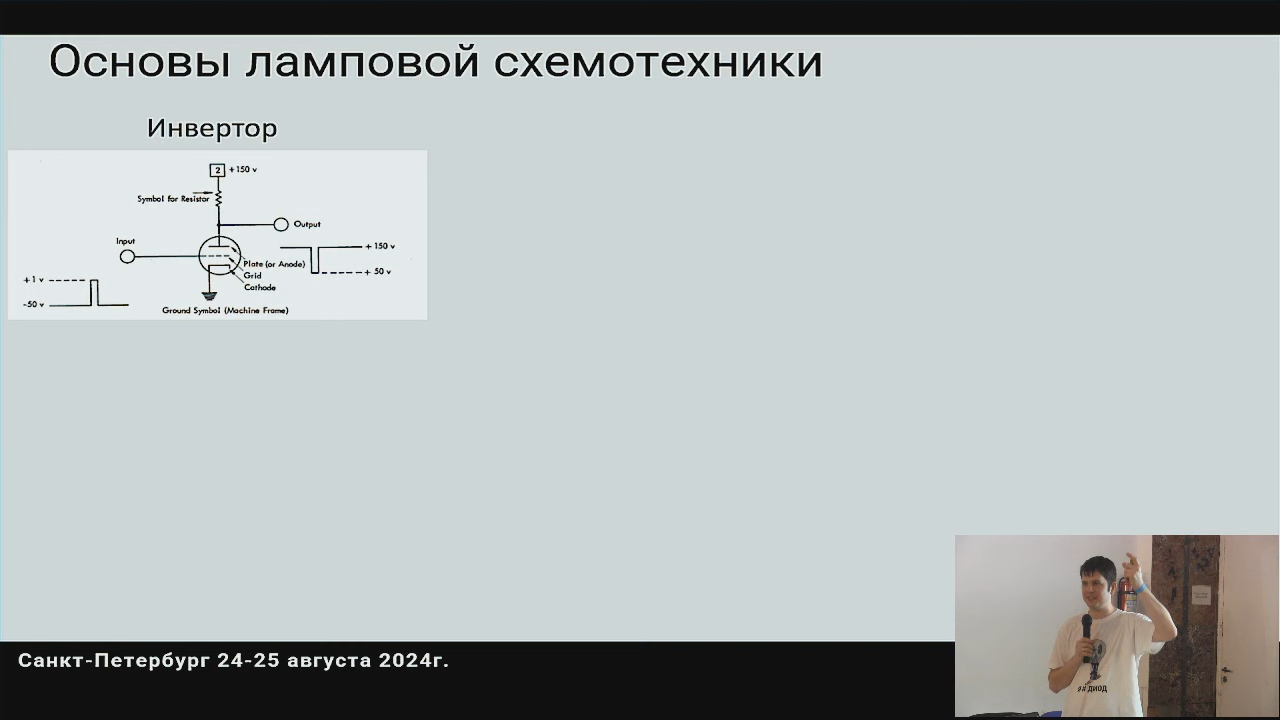 Основы ламповой схемотехники
Инвертор
2 +150 v
Symbol for Resistor
Output
Input
+ 150 v
Plate (or Anode)
+ 50 v
Grid
+1 v
Cathode
-50 v
Ground Symbol (Machine Frame)
Санкт-Петербург 24-25 августа 2024г.
ДИОД